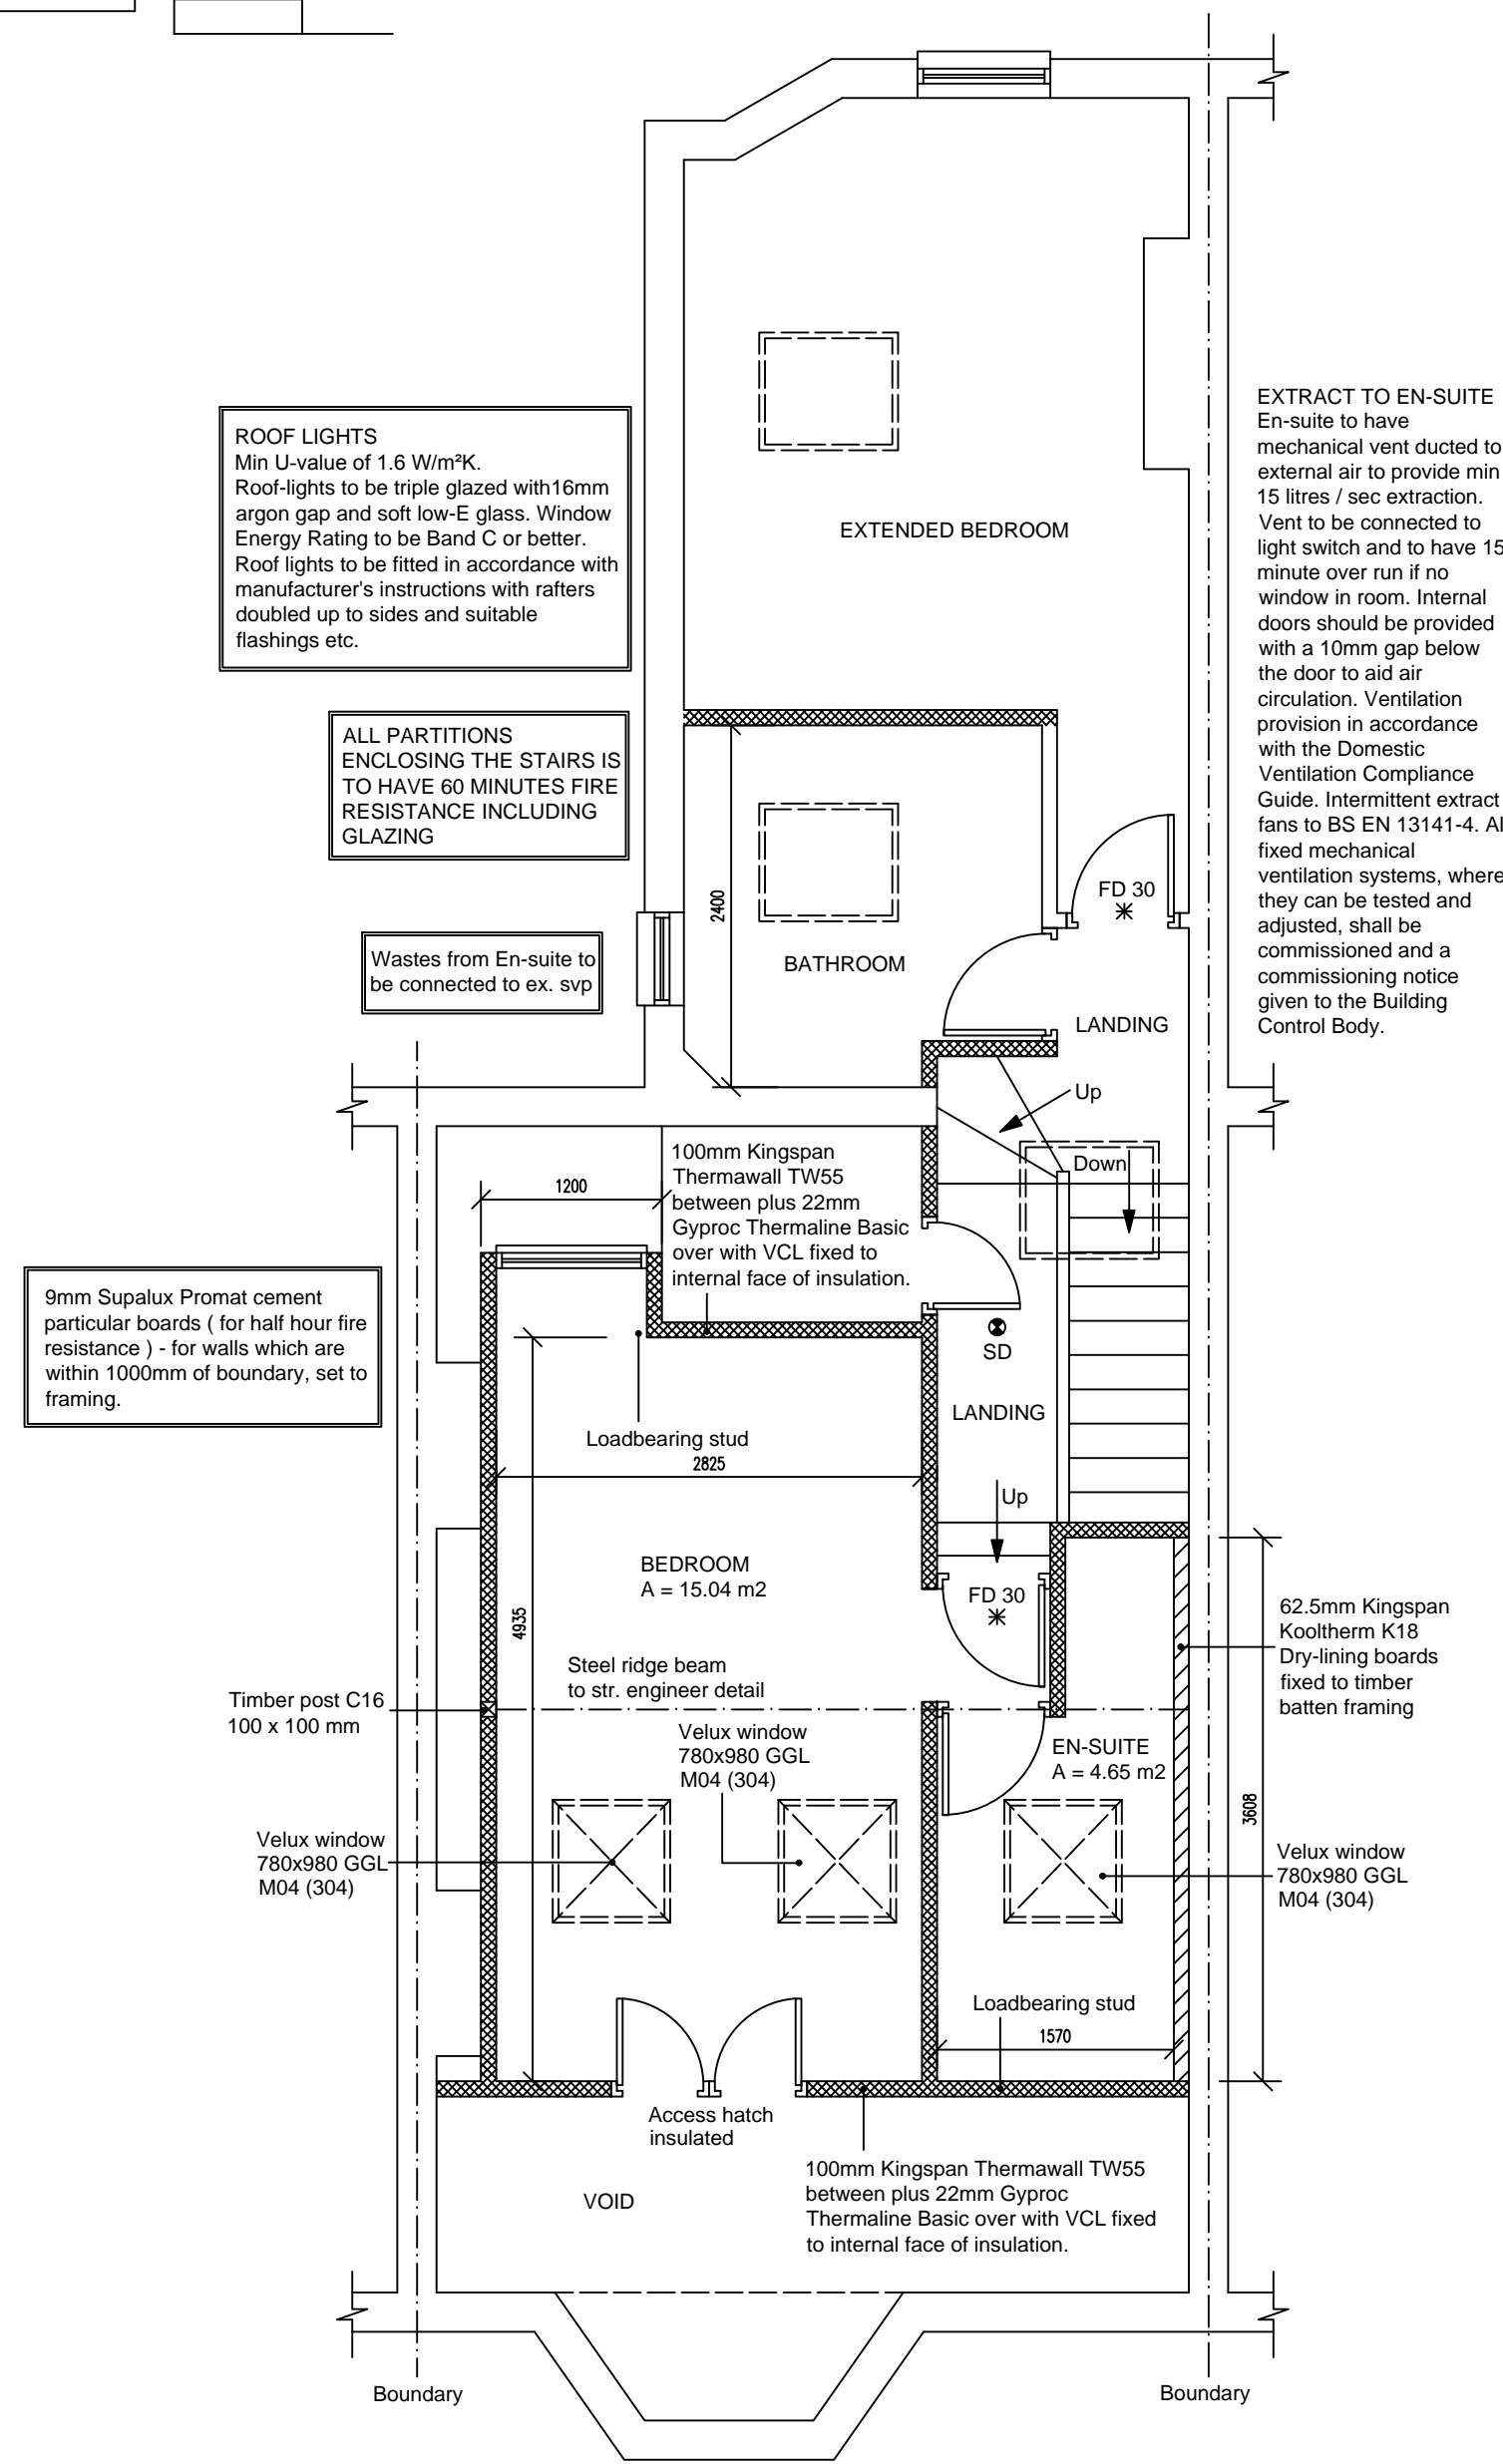 ROOF LIGHTS
Min U-value of 1.6 W/m²K.
Roof-lights to be triple glazed with16mm
argon gap and soft low-E glass. Window
Energy Rating to be Band C or better.
Roof lights to be fitted in accordance with
manufacturer's instructions with rafters
doubled up to sides and suitable
flashings etc.
ALL PARTITIONS
ENCLOSING THE STAIRS IS
TO HAVE 60 MINUTES FIRE
RESISTANCE INCLUDING
GLAZING
Wastes from En-suite to
be connected to ex. svp
EXTENDED BEDROOM
EXTRACT TO EN-SUITE
En-suite to have
mechanical vent ducted to
external air to provide min
15 litres / sec extraction.
Vent to be connected to
light switch and to have 15
minute over run if no
window in room. Internal
doors should be provided
with a 10mm gap below
the door to aid air
circulation. Ventilation
provision in accordance
with the Domestic
Ventilation Compliance
Guide. Intermittent extract
fans to BS EN 13141-4. Al
fixed mechanical
ventilation systems, where
they can be tested and
adjusted, shall be
commissioned and a
commissioning notice
given to the Building
Control Body.
2400
BATHROOM
FD 30
LANDING
Up
Down
1200
100mm Kingspan
Thermawall TW55
between plus 22mm
Gyproc Thermaline Basic
over with VCL fixed to
internal face of insulation.
9mm Supalux Promat cement
particular boards ( for half hour fire
resistance ) - for walls which are
within 1000mm of boundary, set to
framing.
SD
LANDING
Loadbearing stud
2825
Up
BEDROOM
A = 15.04 m2
4935
FD 30
62.5mm Kingspan
Kooltherm K18
Dry-lining boards
fixed to timber
batten framing
Steel ridge beam
to str. engineer detail
Timber post C16
100 x 100 mm
Velux window
780x980 GGL
M04 (304)
EN-SUITE
A = 4.65 m2
3608
Velux window
780x980 GGL
M04 (304)
Velux window
780x980 GGL
M04 (304)
Loadbearing stud
1570
Access hatch
insulated
100mm Kingspan Thermawall TW55
between plus 22mm Gyproc
Thermaline Basic over with VCL fixed
to internal face of insulation.
VOID
Boundary
Boundary